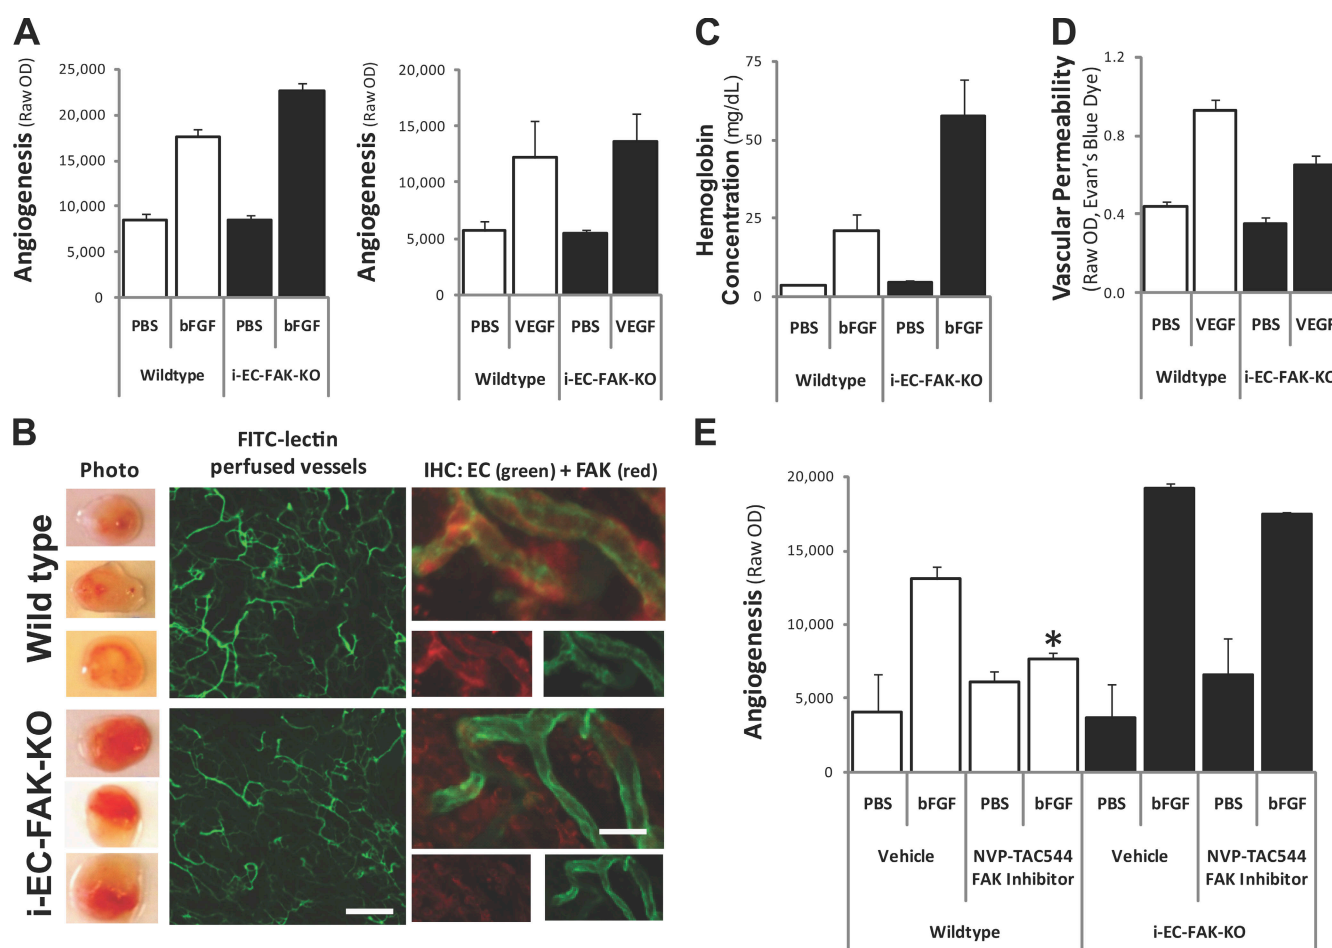 A
Angiogenesis (Raw OD)
25,000
20,000
15,000
10,000
5,000
0
PBS bFGF PBS bFGF
Wildtype i-EC-FAK-KO
Angiogenesis (Raw OD)
20,000
15,000
10,000
5,000
0
PBS VEGF PBS VEGF
Wildtype i-EC-FAK-KO
C
Hemoglobin
Concentration (mg/dL)
75
50
25
0
PBS bFGF PBS bFGF
Wildtype i-EC-FAK-KO
D
Vascular Permeability
(Raw OD, Evan's Blue Dye)
1.2
0.8
0.4
0.0
PBS VEGF PBS VEGF
Wildtype i-EC-FAK-KO
B
Photo
FITC-lectin
perfused vessels
IHC: EC (green) + FAK (red)
Wild type
i-EC-FAK-KO
E
Angiogenesis (Raw OD)
20,000
15,000
10,000
5,000
0
*
PBS bFGF PBS bFGF PBS bFGF PBS bFGF
Vehicle NVP-TAC544 Vehicle NVP-TAC544
FAK Inhibitor FAK Inhibitor
Wildtype i-EC-FAK-KO